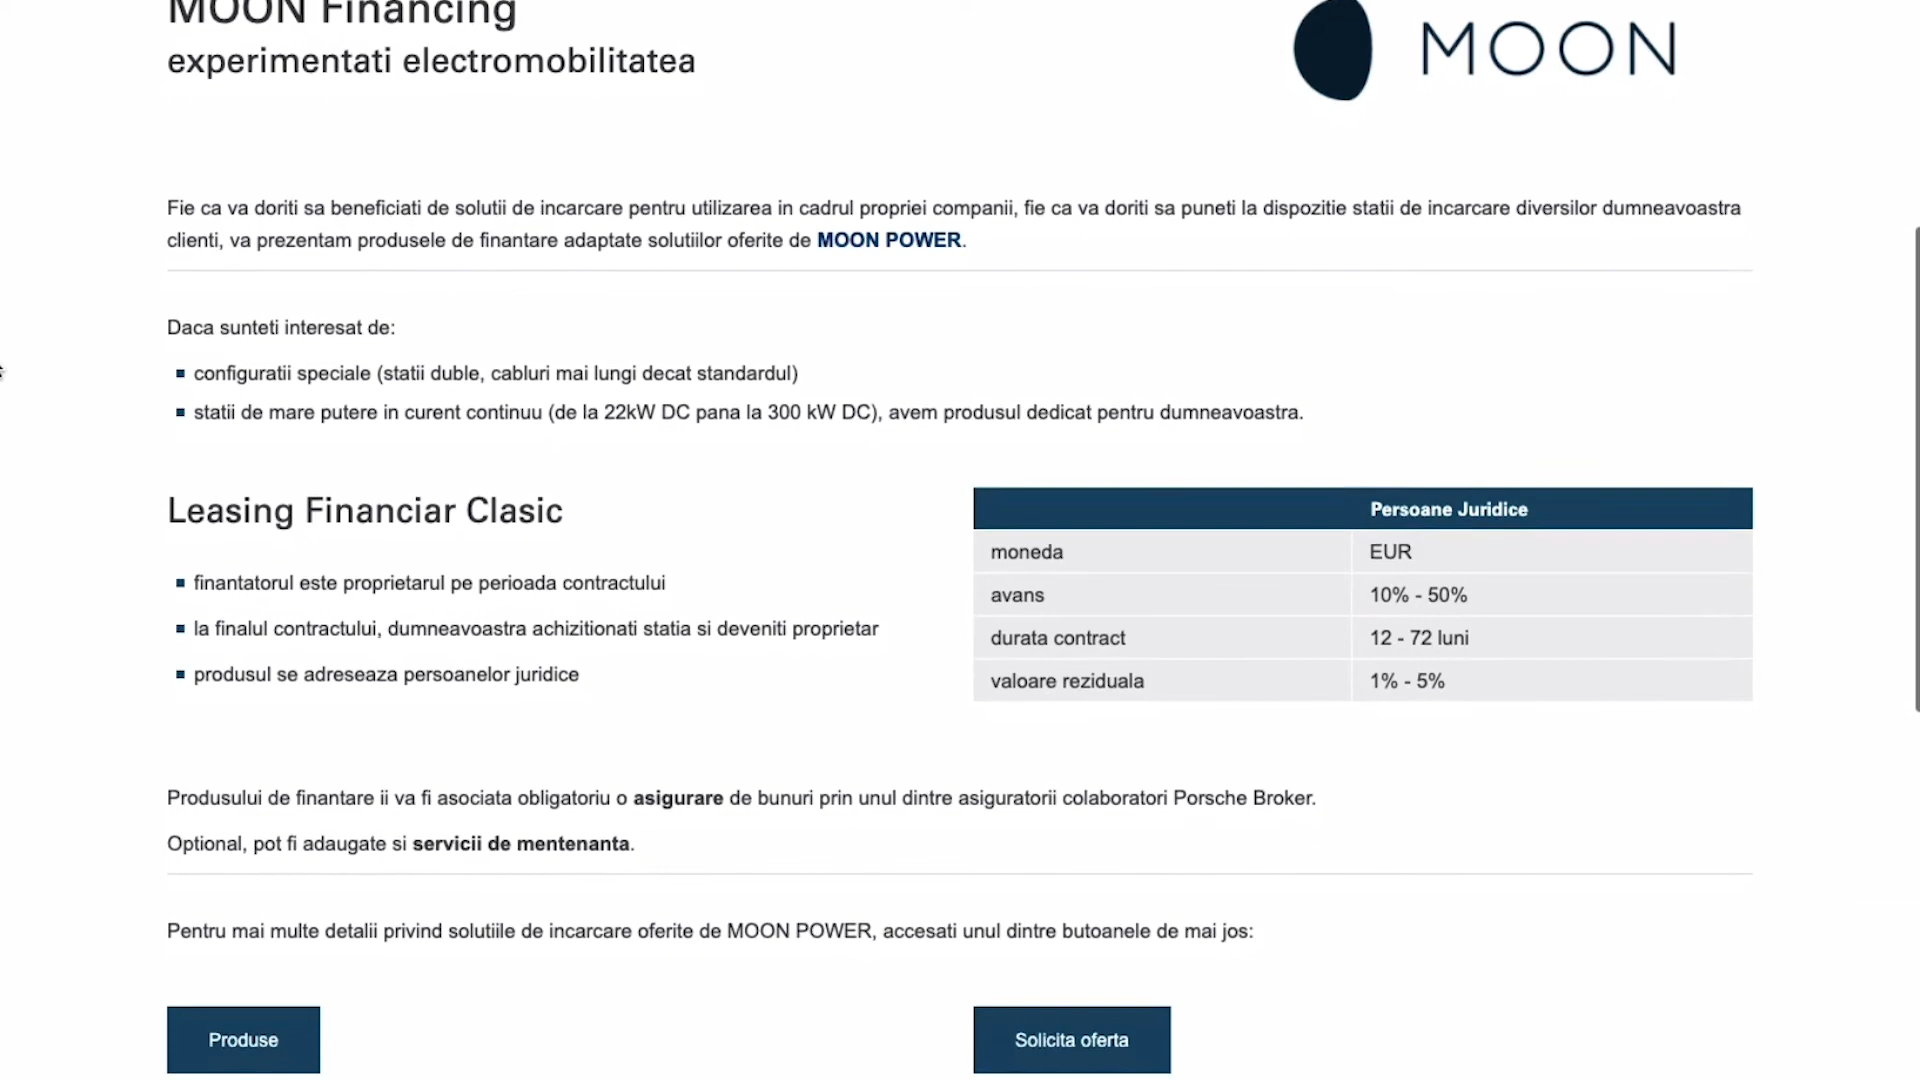 MOON Financing
experimentati electromobilitatea
MOON
Fie ca va doriti sa beneficiati de solutii de incarcare pentru utilizarea in cadrul propriei companii, fie ca va doriti sa puneti la dispozitie statii de incarcare diversilor dumneavoastra
clienti, va prezentam produsele de finantare adaptate solutiilor oferite de MOON POWER.
Daca sunteti interesat de:
configuratii speciale (statii duble, cabluri mai lungi decat standardul)
statii de mare putere in curent continuu (de la 22kW DC pana la 300 kW DC), avem produsul dedicat pentru dumneavoastra.
Leasing Financiar Clasic
finantatorul este proprietarul pe perioada contractului
la finalul contractului, dumneavoastra achizitionati statia si deveniti proprietar
produsul se adreseaza persoanelor juridice
Persoane Juridice
moneda EUR
avans 10% - 50%
durata contract 12 - 72 luni
valoare reziduala 1% - 5%
Produsului de finantare ii va fi asociata obligatoriu o asigurare de bunuri prin unul dintre asiguratorii colaboratori Porsche Broker.
Optional, pot fi adaugate si servicii de mentenanta.
Pentru mai multe detalii privind solutiile de incarcare oferite de MOON POWER, accesati unul dintre butoanele de mai jos:
Produse
Solicita oferta